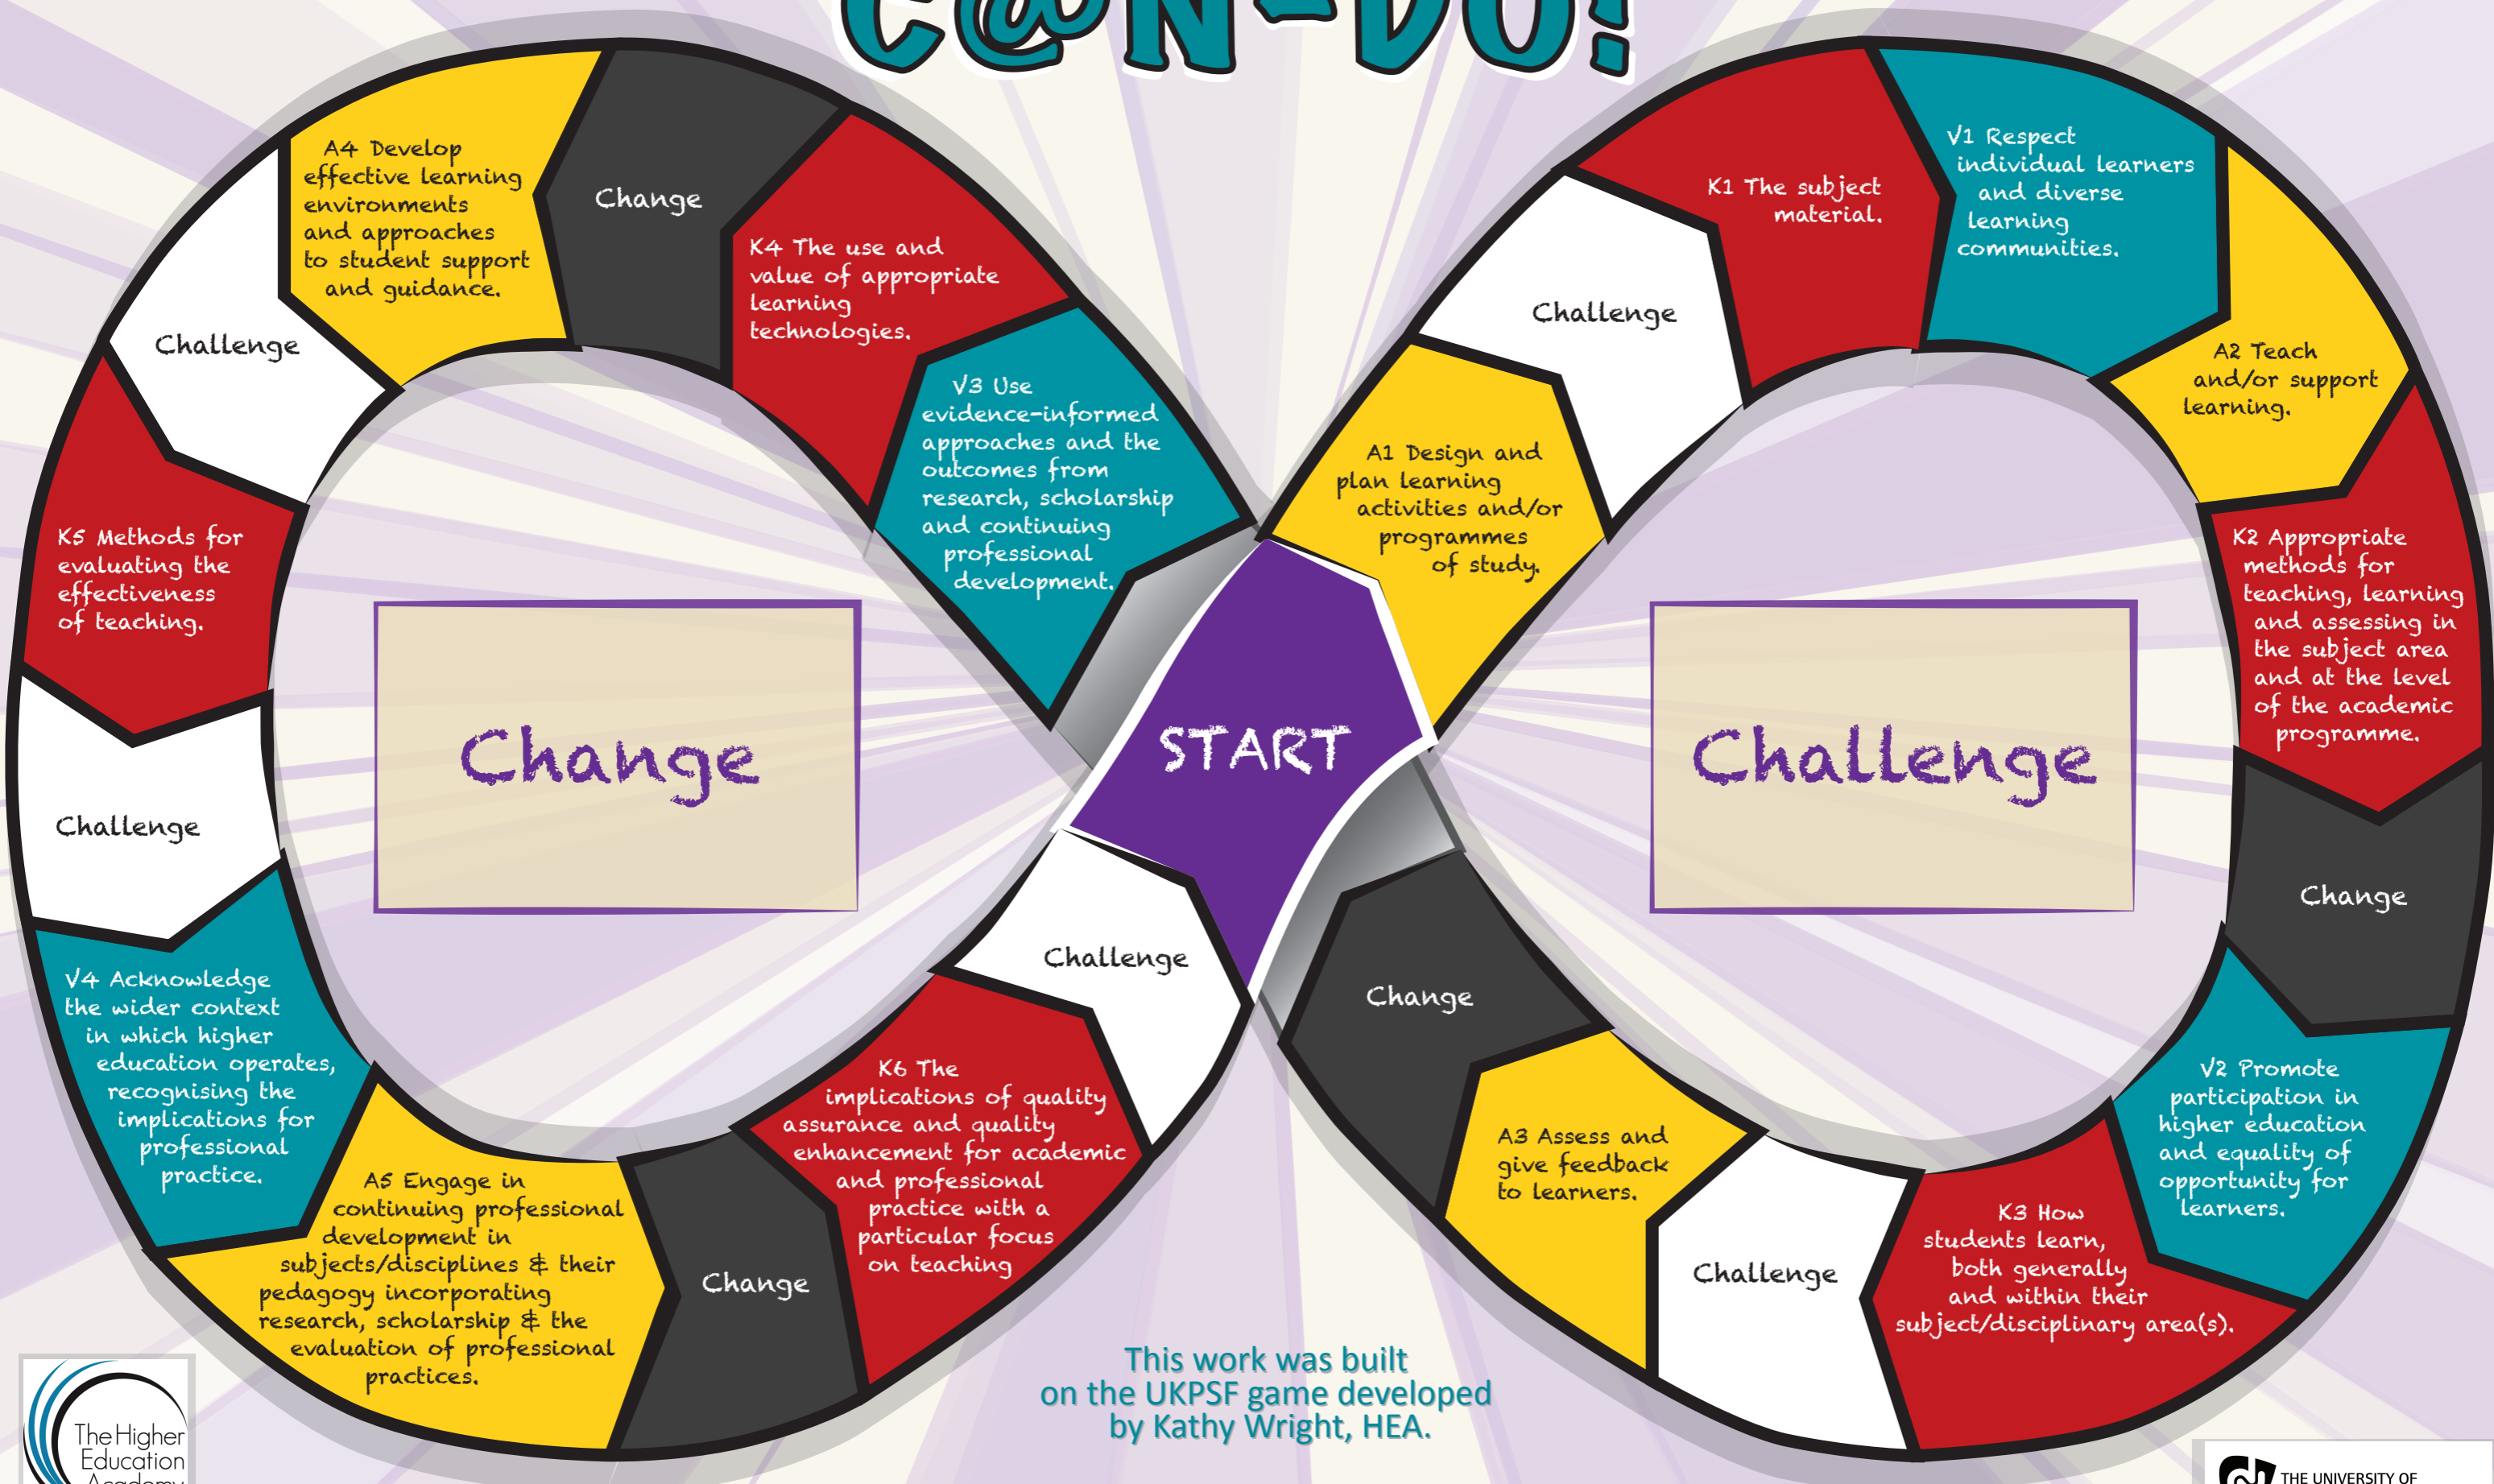 C@N-DO!
START
A1 Design and
plan learning
activities and/or
programmes
of study.
Challenge
K1 The subject
material.
V1 Respect
individual learners
and diverse
learning
communities.
A2 Teach
and/or support
learning.
K2 Appropriate
methods for
teaching, learning
and assessing in
the subject area
and at the level
of the academic
programme.
Change
V2 Promote
participation in
higher education
and equality of
opportunity for
learners.
K3 How
students learn,
both generally
and within their
subject/disciplinary area(s).
Challenge
A3 Assess and
give feedback
to learners.
Change
V3 Use
evidence-informed
approaches and the
outcomes from
research, scholarship
and continuing
professional
development.
K4 The use and
value of appropriate
learning
technologies.
Change
A4 Develop
effective learning
environments
and approaches
to student support
and guidance.
Challenge
K5 Methods for
evaluating the
effectiveness
of teaching.
Challenge
V4 Acknowledge
the wider context
in which higher
education operates,
recognising the
implications for
professional
practice.
A5 Engage in
continuing professional
development in
subjects/disciplines & their
pedagogy incorporating
research, scholarship & the
evaluation of professional
practices.
Change
K6 The
implications of quality
assurance and quality
enhancement for academic
and professional
practice with a
particular focus
on teaching
Challenge
Change
Challenge
This work was built
on the UKPSF game developed
by Kathy Wright, HEA.
The Higher
Education
Academy
THE UNIVERSITY OF